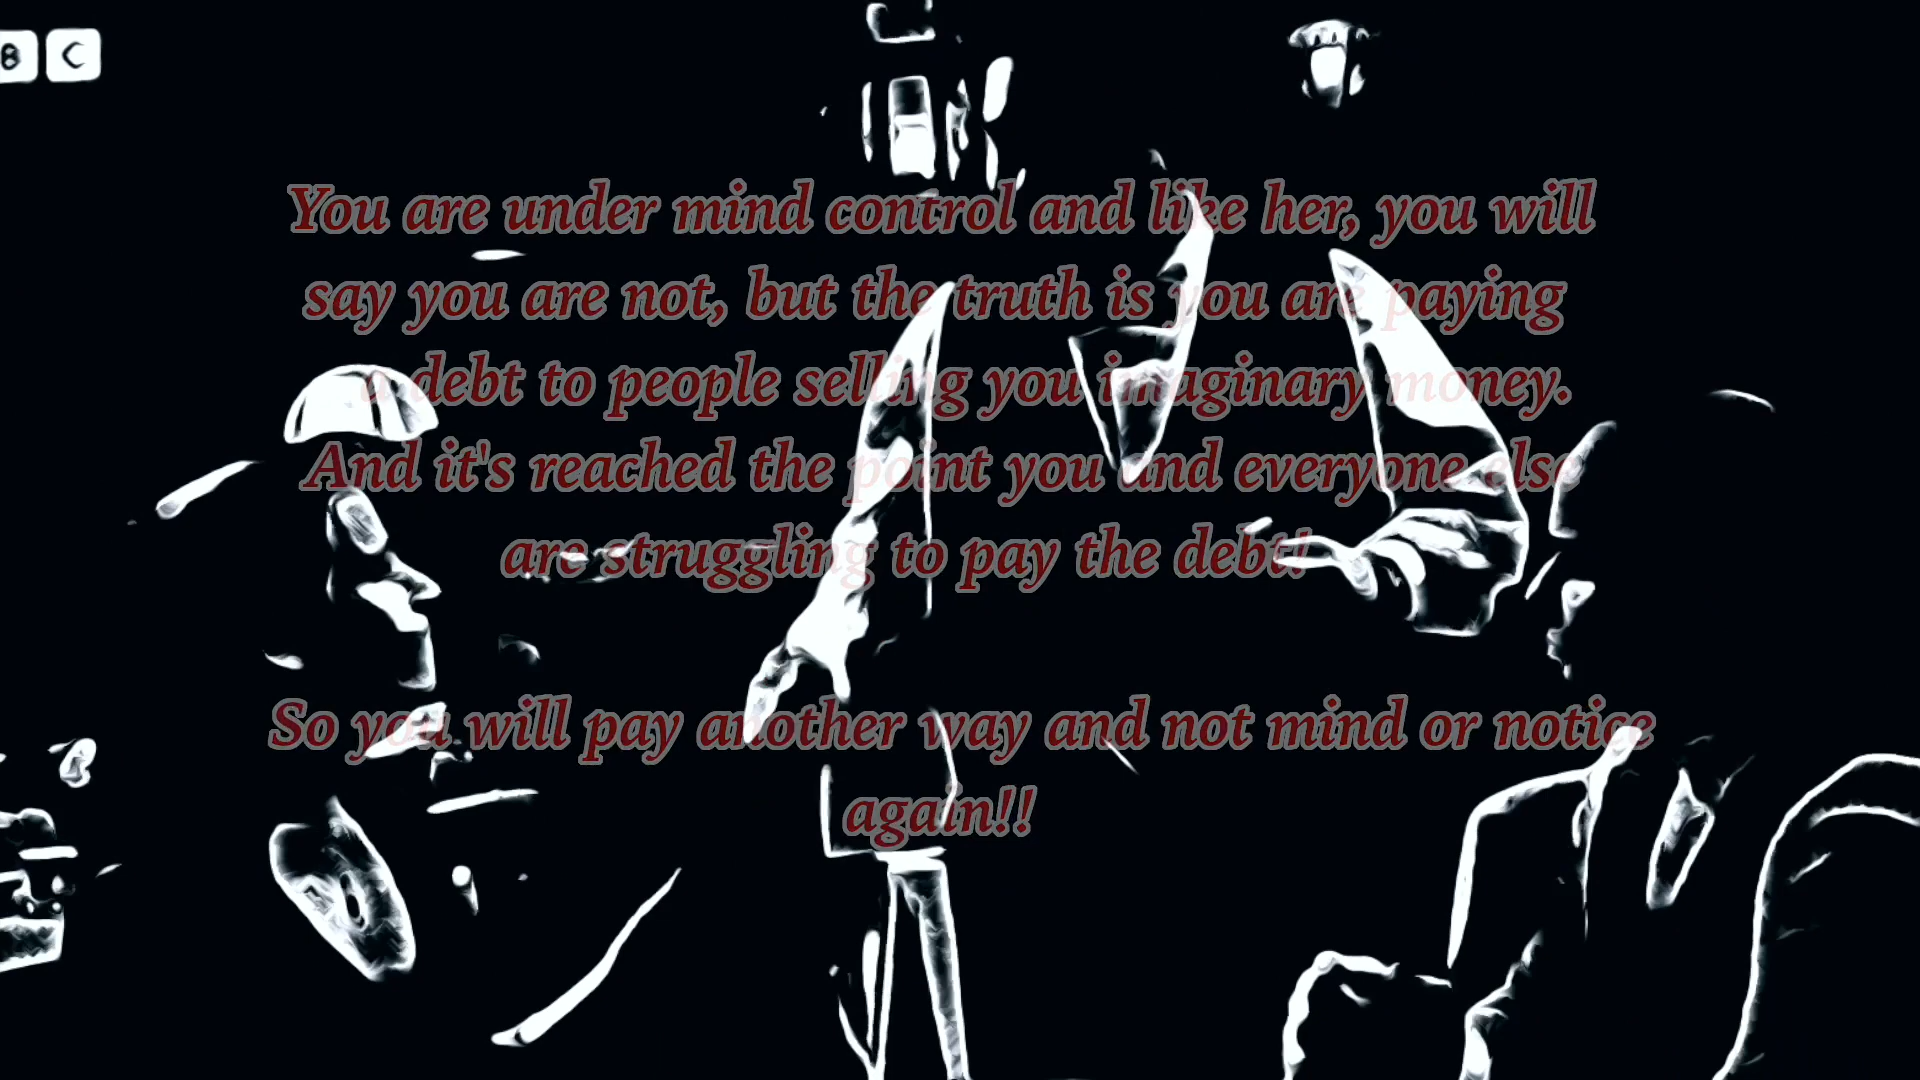 B C
You are under mind control and like her, you will
say you are not, but the truth is you are paying
a debt to people selling you imaginary money.
And it's reached the point you and everyone else
are struggling to pay the debt!
So you will pay another way and not mind or notice
again!!